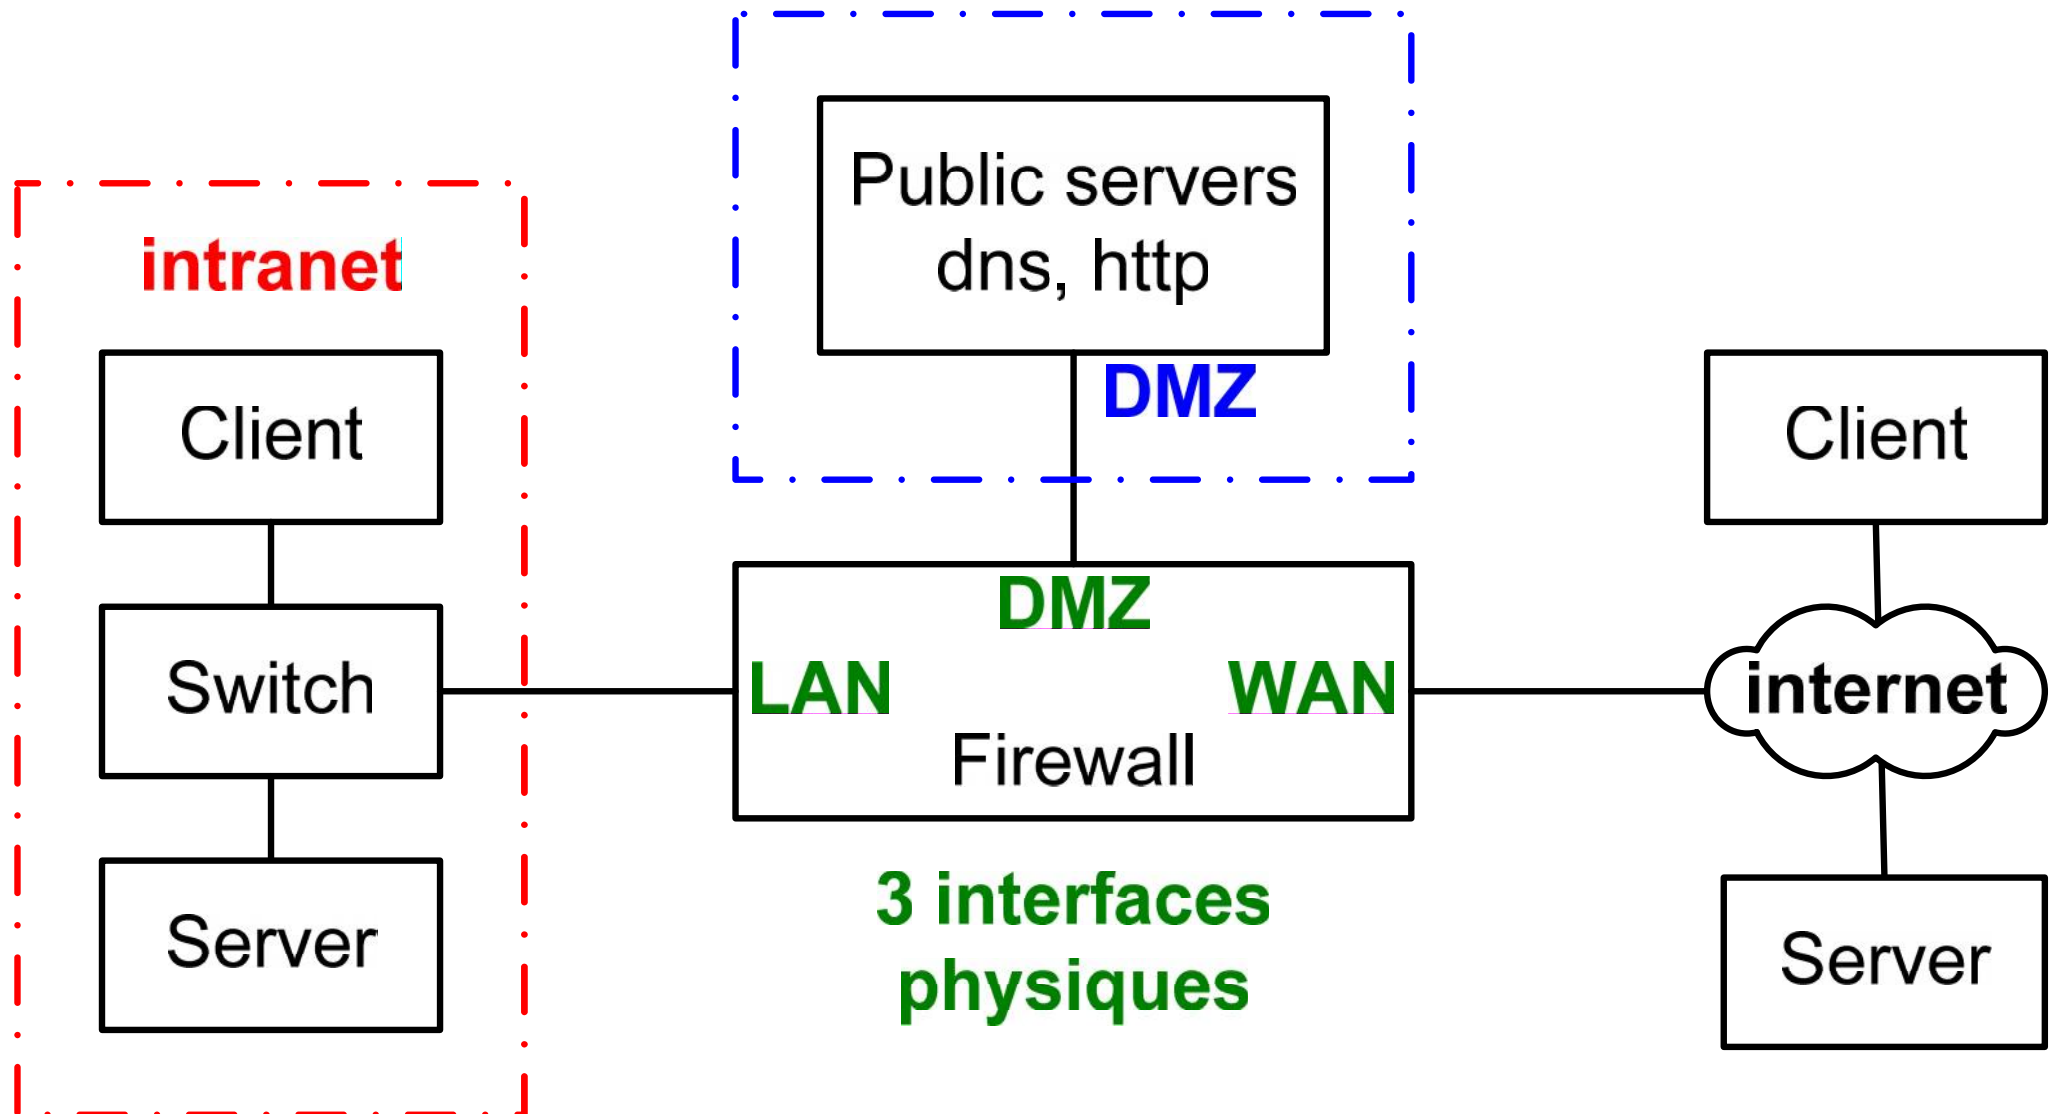 Public servers
dns, http
DMZ
intranet
Client
Switch
Server
DMZ
LAN
WAN
Firewall
3 interfaces
physiques
Client
internet
Server